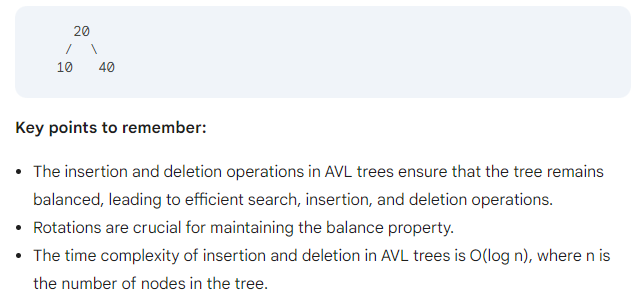 20
/ \
10 40
Key points to remember:
• The insertion and deletion operations in AVL trees ensure that the tree remains
balanced, leading to efficient search, insertion, and deletion operations.
• Rotations are crucial for maintaining the balance property.
• The time complexity of insertion and deletion in AVL trees is O(log n), where n is
the number of nodes in the tree.